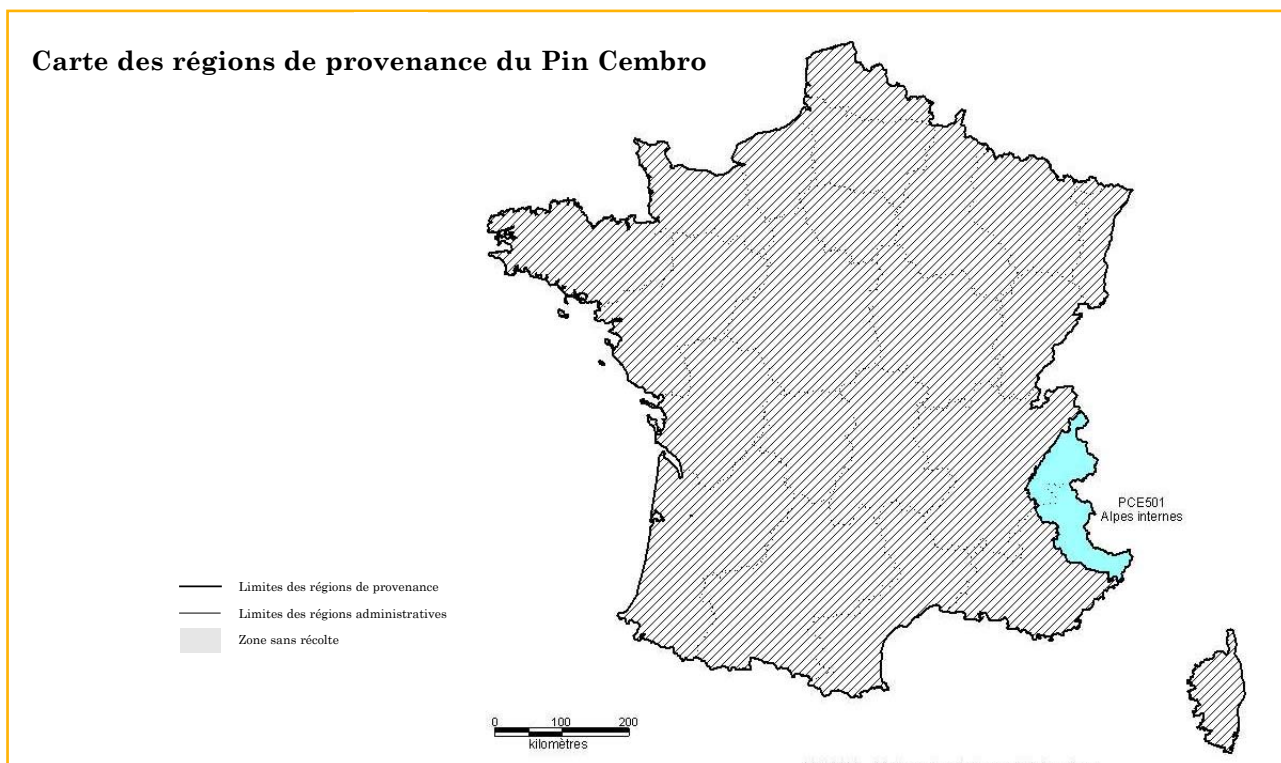 Carte des régions de provenance du Pin Cembro
PCE501
Alpes internes
Limites des régions de provenance
Limites des régions administratives
Zone sans récolte
0 100 200
kilomètres